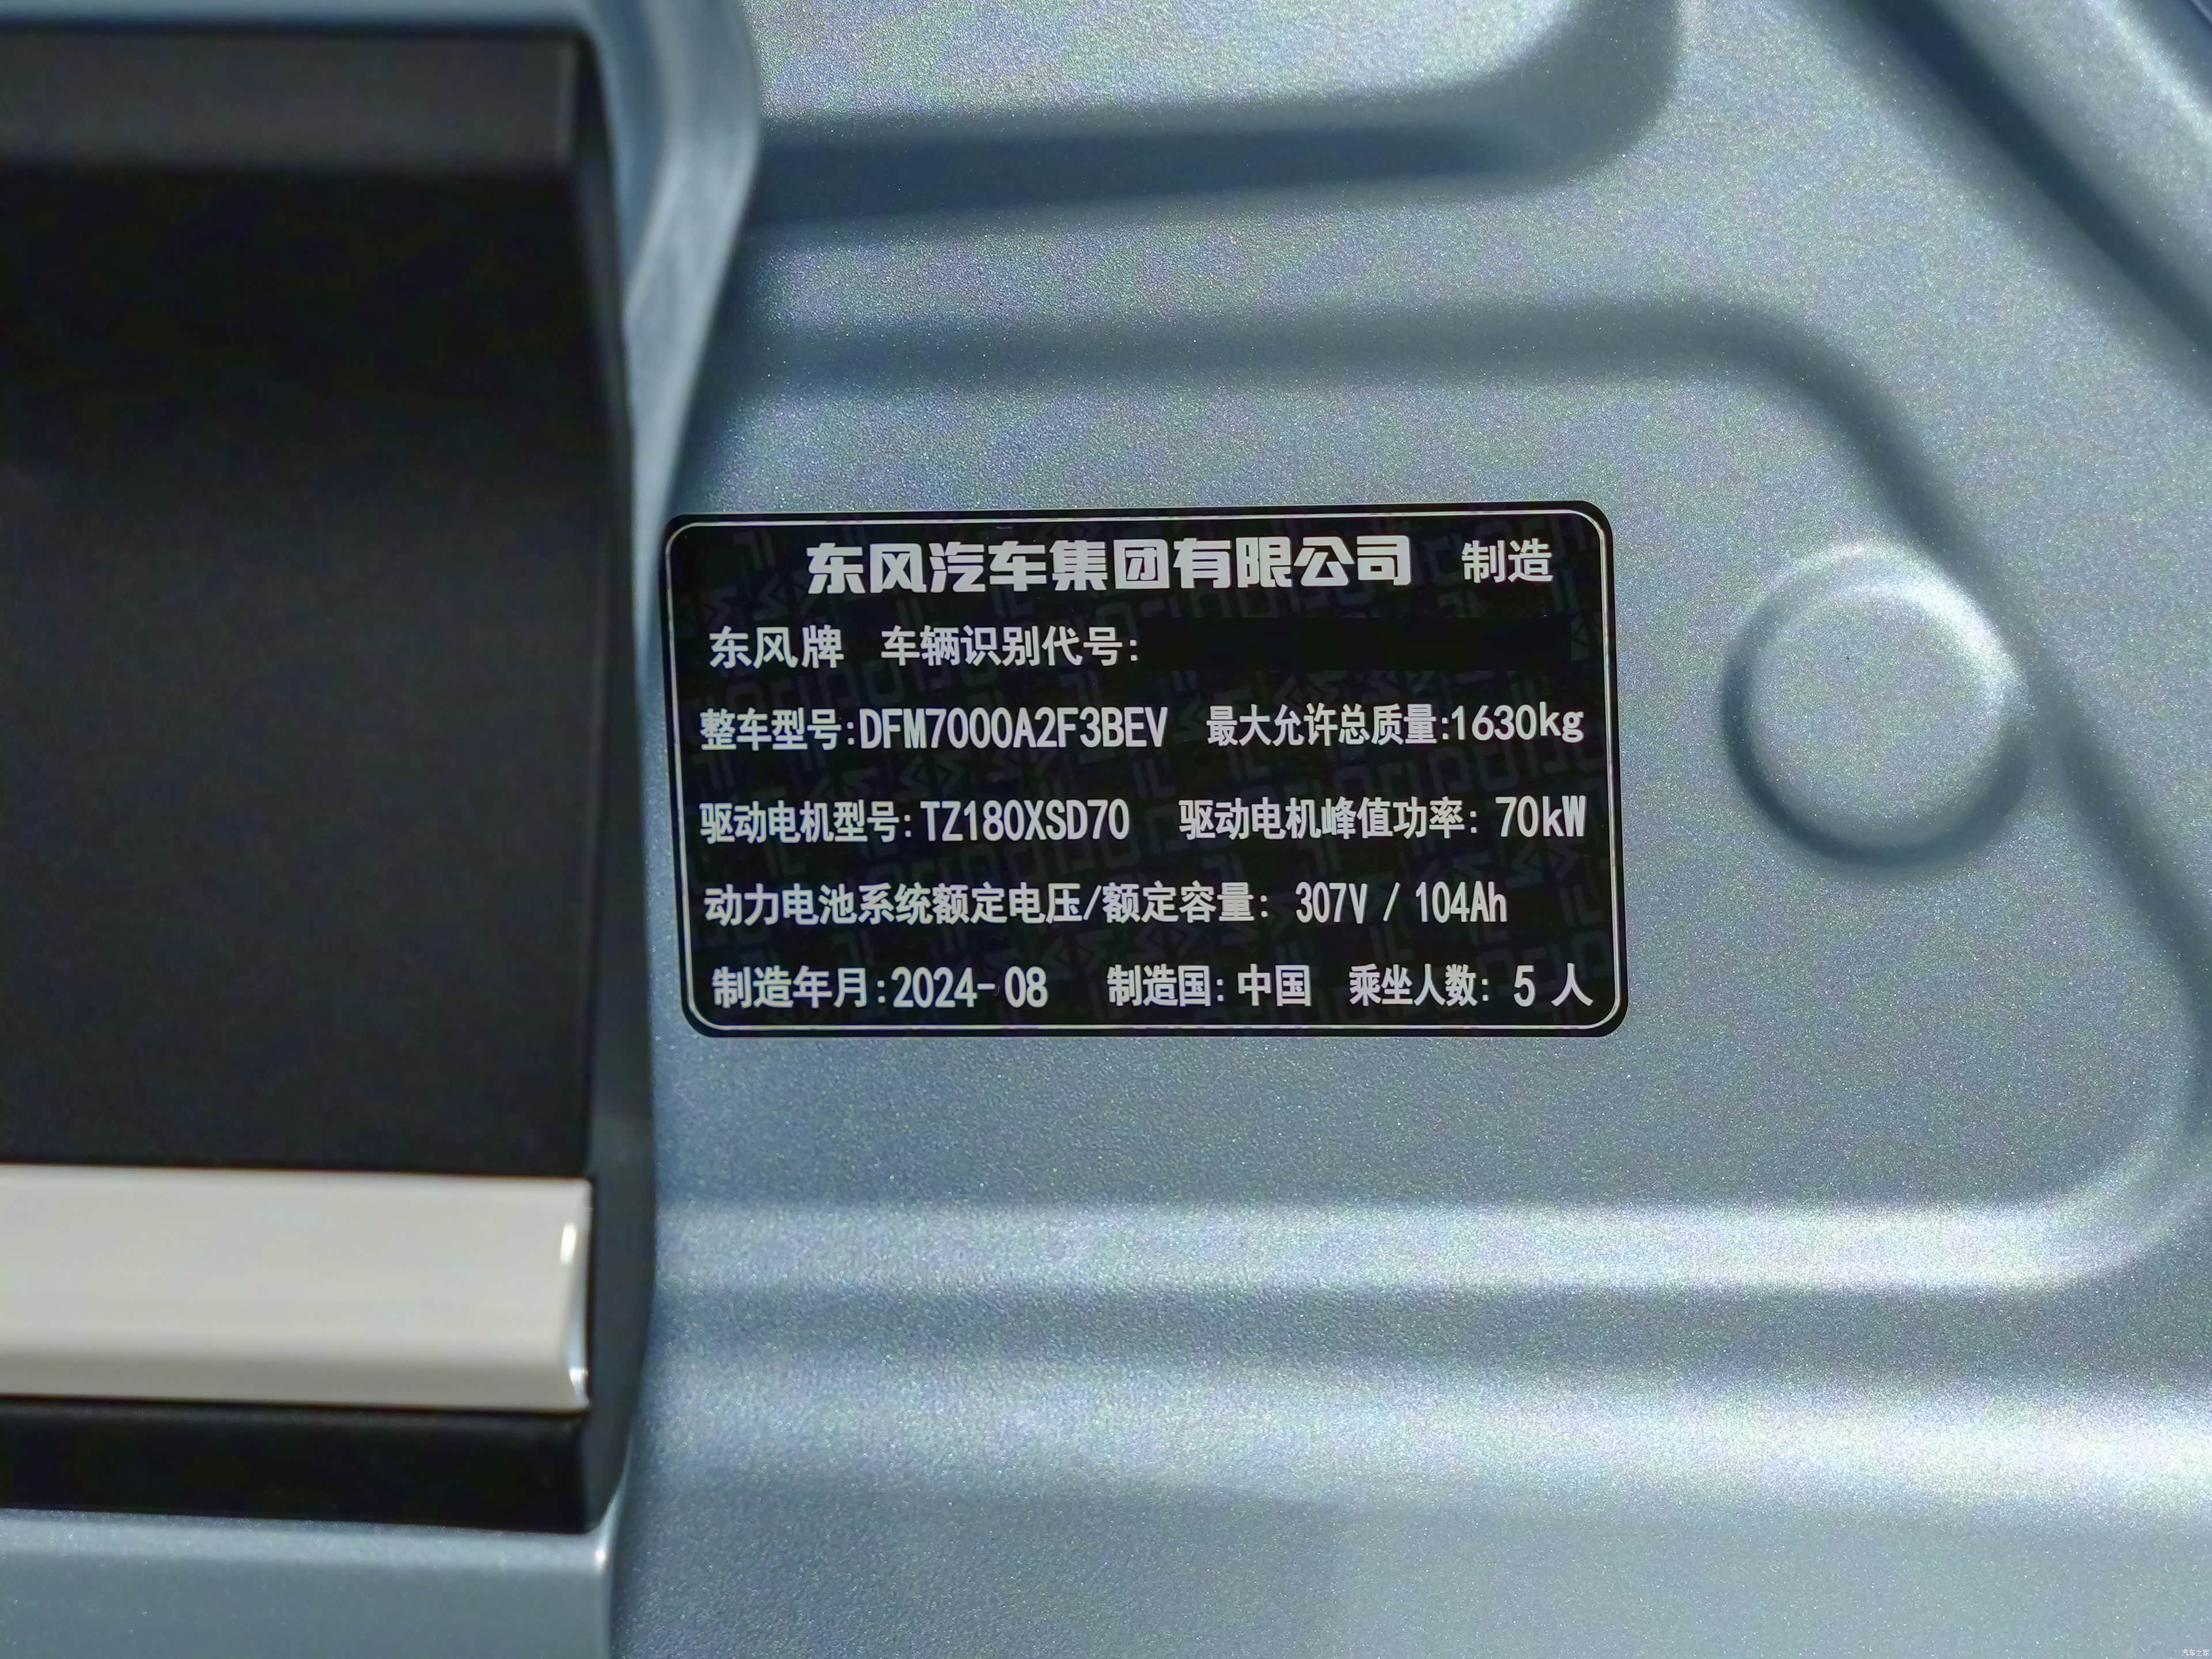 东风汽车集团有限公司 制造
东风牌 车辆识别代号:
整车型号:DFM7000A2F3BEV 最大允许总质量:1630kg
驱动电机型号:TZ180XSD70 驱动电机峰值功率: 70kW
动力电池系统额定电压/额定容量: 307V / 104Ah
制造年月:2024-08 制造国: 中国 乘坐人数: 5 人
汽车之家